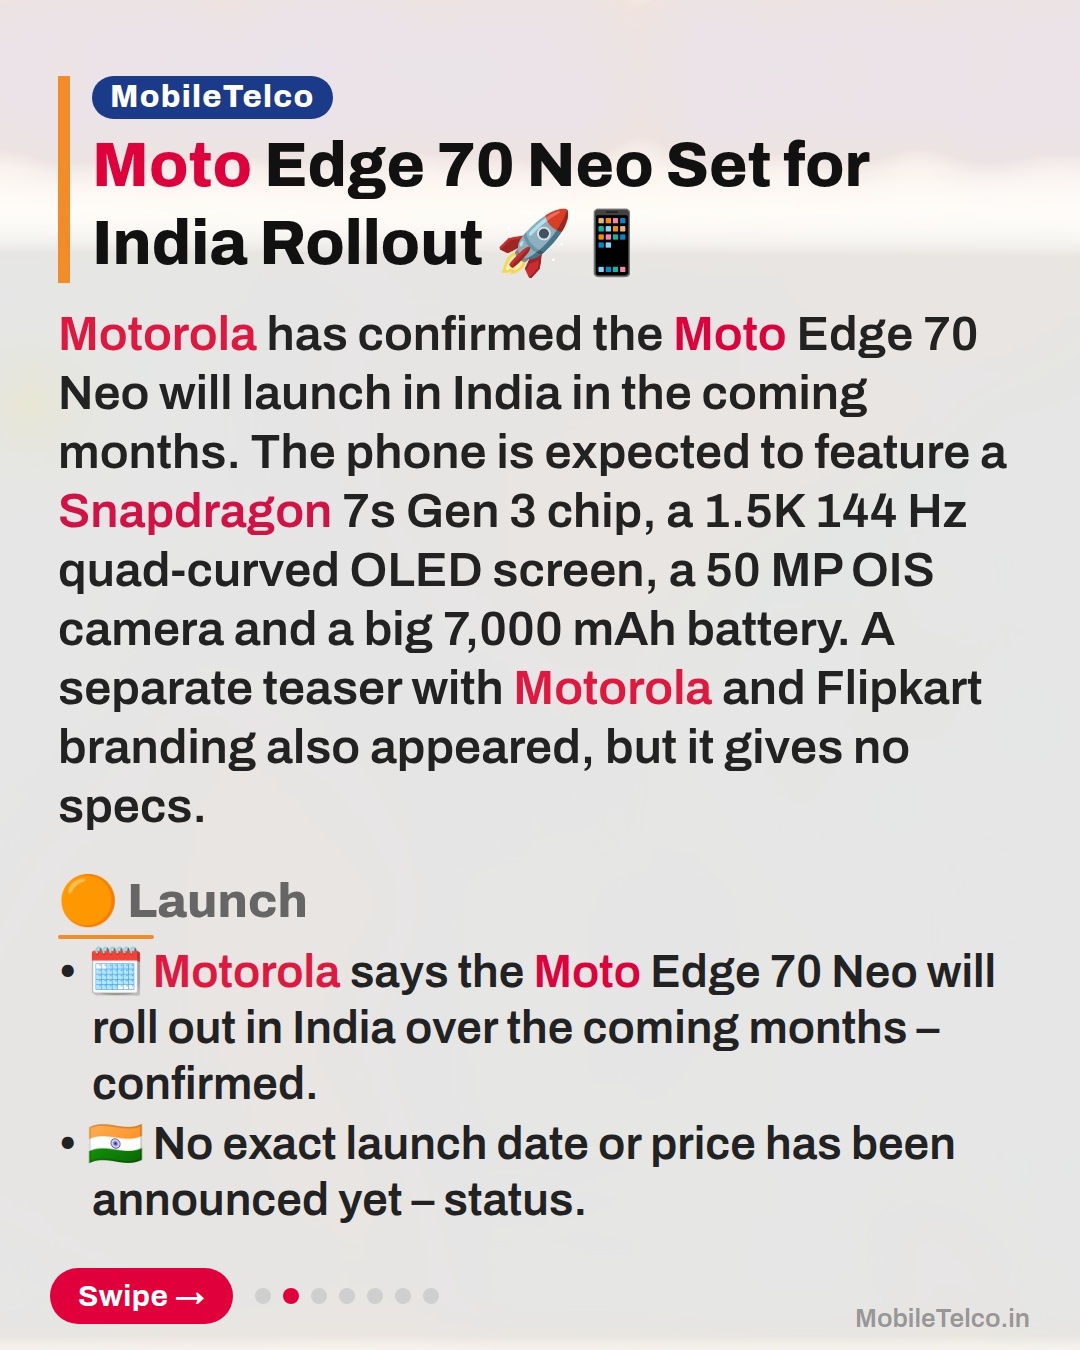 MobileTelco
Moto Edge 70 Neo Set for
India Rollout 🚀 📱
Motorola has confirmed the Moto Edge 70
Neo will launch in India in the coming
months. The phone is expected to feature a
Snapdragon 7s Gen 3 chip, a 1.5K 144 Hz
quad-curved OLED screen, a 50 MP OIS
camera and a big 7,000 mAh battery. A
separate teaser with Motorola and Flipkart
branding also appeared, but it gives no
specs.
🟠 Launch
• 🗓️ Motorola says the Moto Edge 70 Neo will
roll out in India over the coming months –
confirmed.
• 🇮🇳 No exact launch date or price has been
announced yet – status.
Swipe →
MobileTelco.in